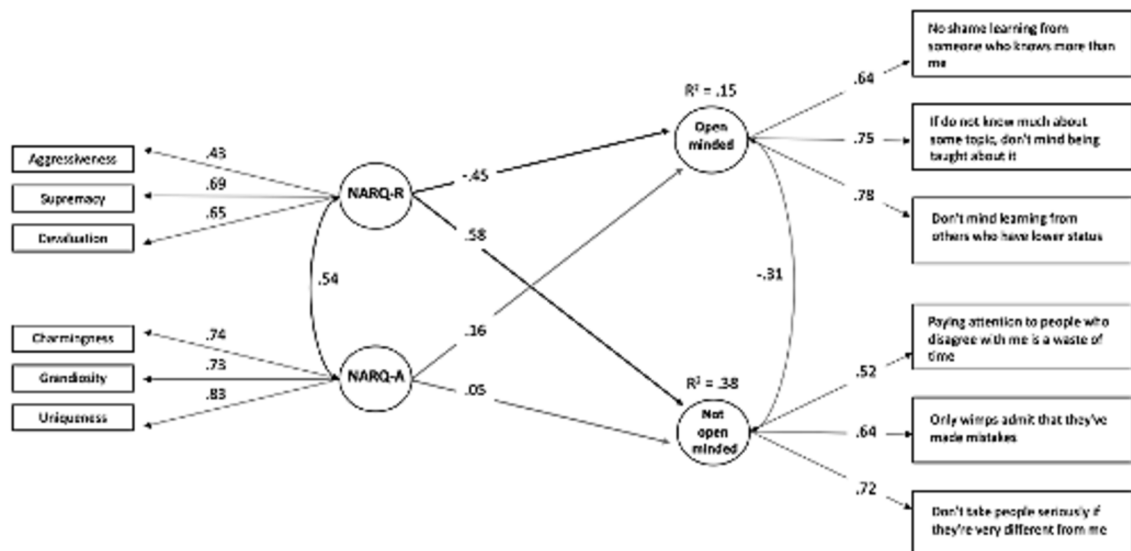 No shame learning from
someone who knows more than
me
.64
R² = .15
Open
minded
.75
If do not know much about
some topic, don't mind being
taught about it
.78
Don't mind learning from
others who have lower status
Aggressiveness
.43
Supremacy
.69
Devaluation
.65
NARQ-R
-.45
.58
.54
-.31
Charmingness
.74
Grandiosity
.73
Uniqueness
.83
NARQ-A
.16
.05
R² = .38
Not
open
minded
Paying attention to people who
disagree with me is a waste of
time
.52
Only wimps admit that they've
made mistakes
.64
.72
Don't take people seriously if
they're very different from me